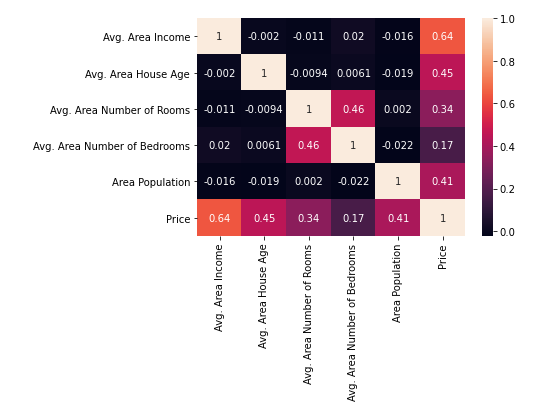 Avg. Area Income 1 -0.002 -0.011 0.02 -0.016 0.64
Avg. Area House Age -0.002 1 -0.0094 0.0061 -0.019 0.45
Avg. Area Number of Rooms -0.011 -0.0094 1 0.46 0.002 0.34
Avg. Area Number of Bedrooms 0.02 0.0061 0.46 1 -0.022 0.17
Area Population -0.016 -0.019 0.002 -0.022 1 0.41
Price 0.64 0.45 0.34 0.17 0.41 1
Avg. Area Income
Avg. Area House Age
Avg. Area Number of Rooms
Avg. Area Number of Bedrooms
Area Population
Price
1.0
0.8
0.6
0.4
0.2
0.0